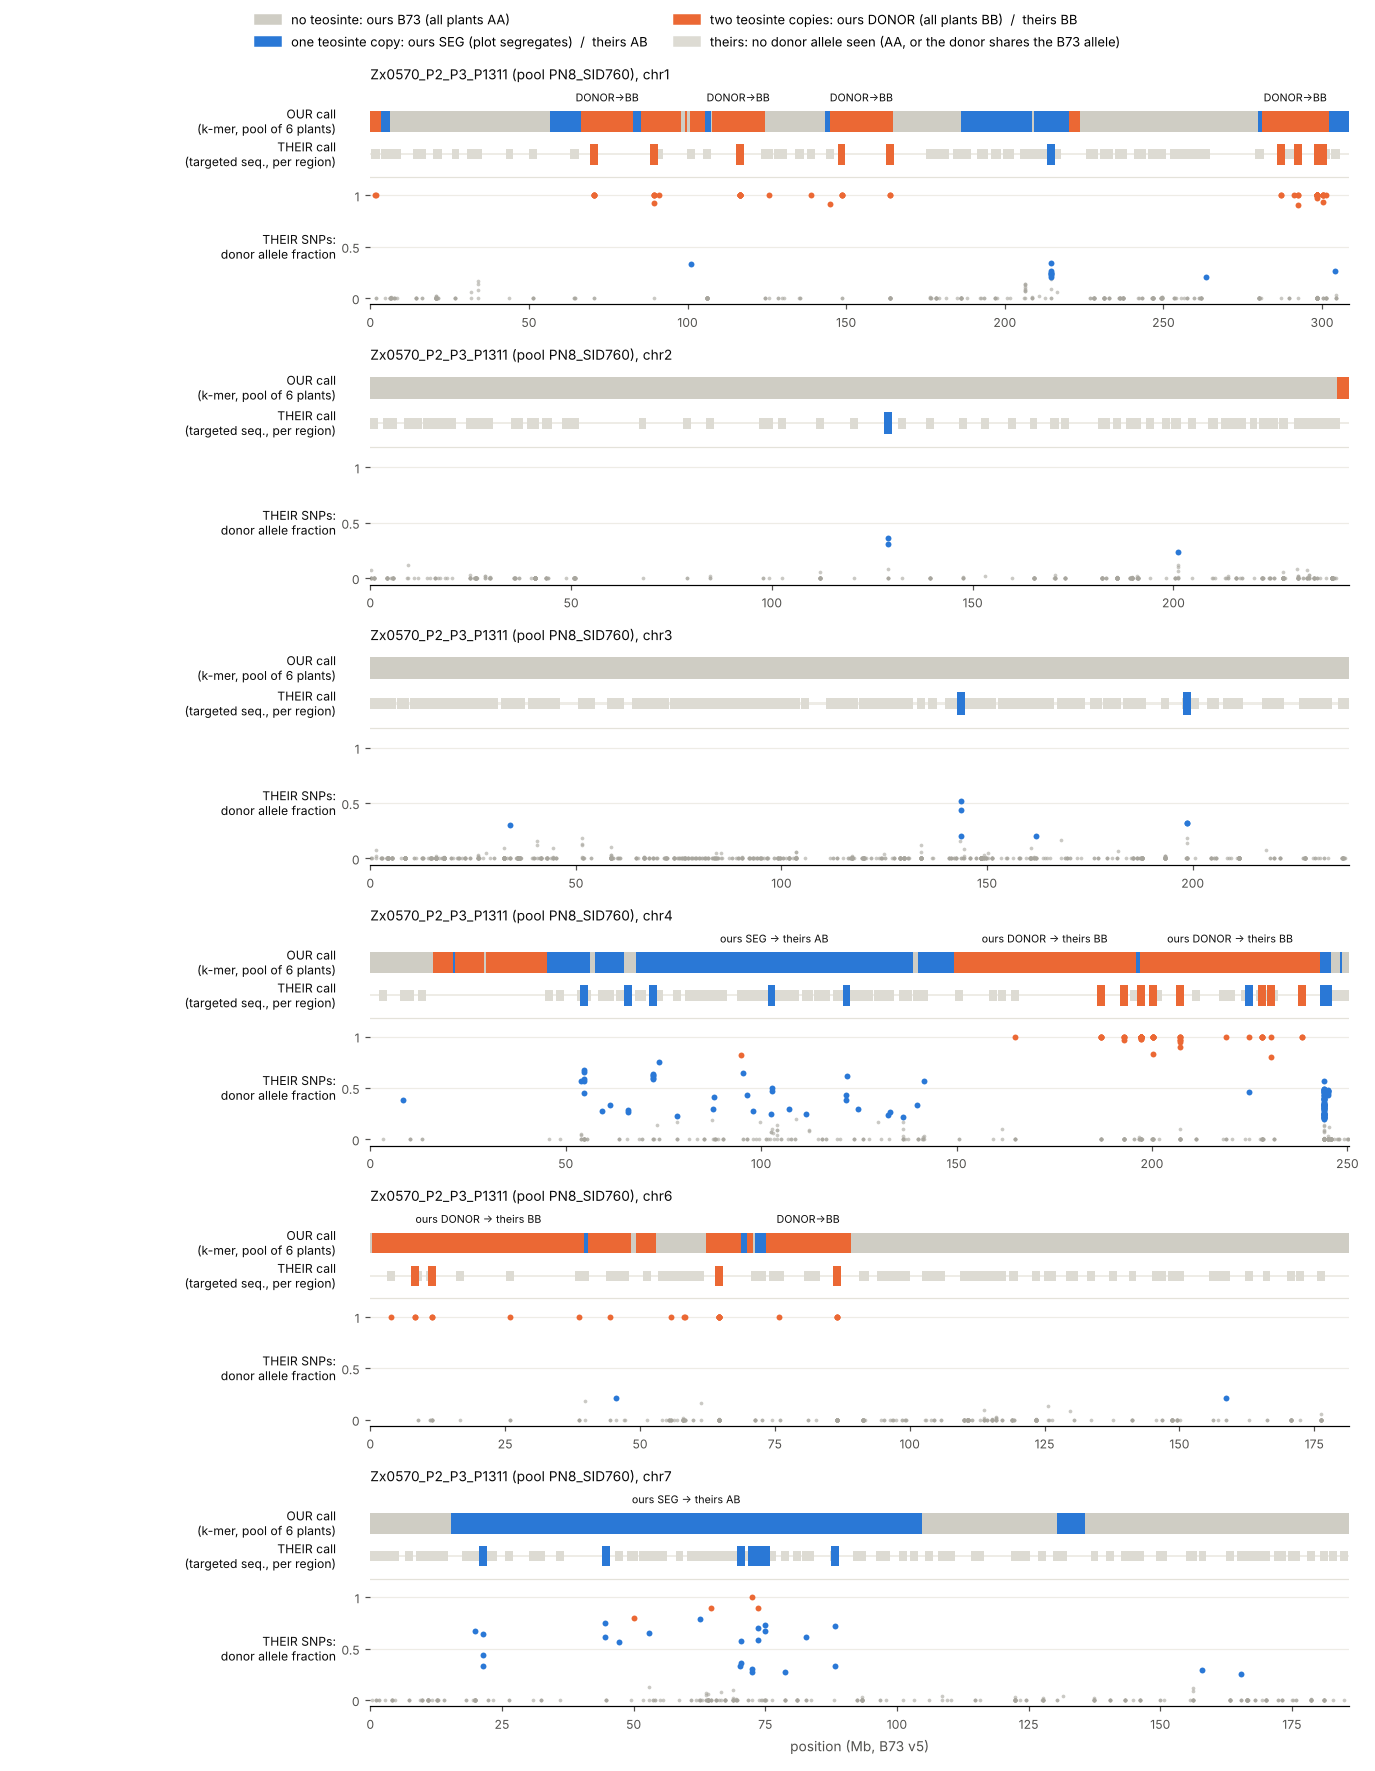 no teosinte: ours B73 (all plants AA)
two teosinte copies: ours DONOR (all plants BB)  /  theirs BB
one teosinte copy: ours SEG (plot segregates)  /  theirs AB
theirs: no donor allele seen (AA, or the donor shares the B73 allele)
Zx0570_P2_P3_P1311 (pool PN8_SID760), chr1
DONOR→BB DONOR→BB DONOR→BB DONOR→BB
OUR call
(k-mer, pool of 6 plants)
THEIR call
(targeted seq., per region)
1
THEIR SNPs:
donor allele fraction
0.5
0
0 50 100 150 200 250 300
Zx0570_P2_P3_P1311 (pool PN8_SID760), chr2
OUR call
(k-mer, pool of 6 plants)
THEIR call
(targeted seq., per region)
1
THEIR SNPs:
donor allele fraction
0.5
0
0 50 100 150 200
Zx0570_P2_P3_P1311 (pool PN8_SID760), chr3
OUR call
(k-mer, pool of 6 plants)
THEIR call
(targeted seq., per region)
1
THEIR SNPs:
donor allele fraction
0.5
0
0 50 100 150 200
Zx0570_P2_P3_P1311 (pool PN8_SID760), chr4
ours SEG → theirs AB ours DONOR → theirs BB ours DONOR → theirs BB
OUR call
(k-mer, pool of 6 plants)
THEIR call
(targeted seq., per region)
1
THEIR SNPs:
donor allele fraction
0.5
0
0 50 100 150 200 250
Zx0570_P2_P3_P1311 (pool PN8_SID760), chr6
ours DONOR → theirs BB DONOR→BB
OUR call
(k-mer, pool of 6 plants)
THEIR call
(targeted seq., per region)
1
THEIR SNPs:
donor allele fraction
0.5
0
0 25 50 75 100 125 150 175
Zx0570_P2_P3_P1311 (pool PN8_SID760), chr7
ours SEG → theirs AB
OUR call
(k-mer, pool of 6 plants)
THEIR call
(targeted seq., per region)
1
THEIR SNPs:
donor allele fraction
0.5
0
0 25 50 75 100 125 150 175
position (Mb, B73 v5)